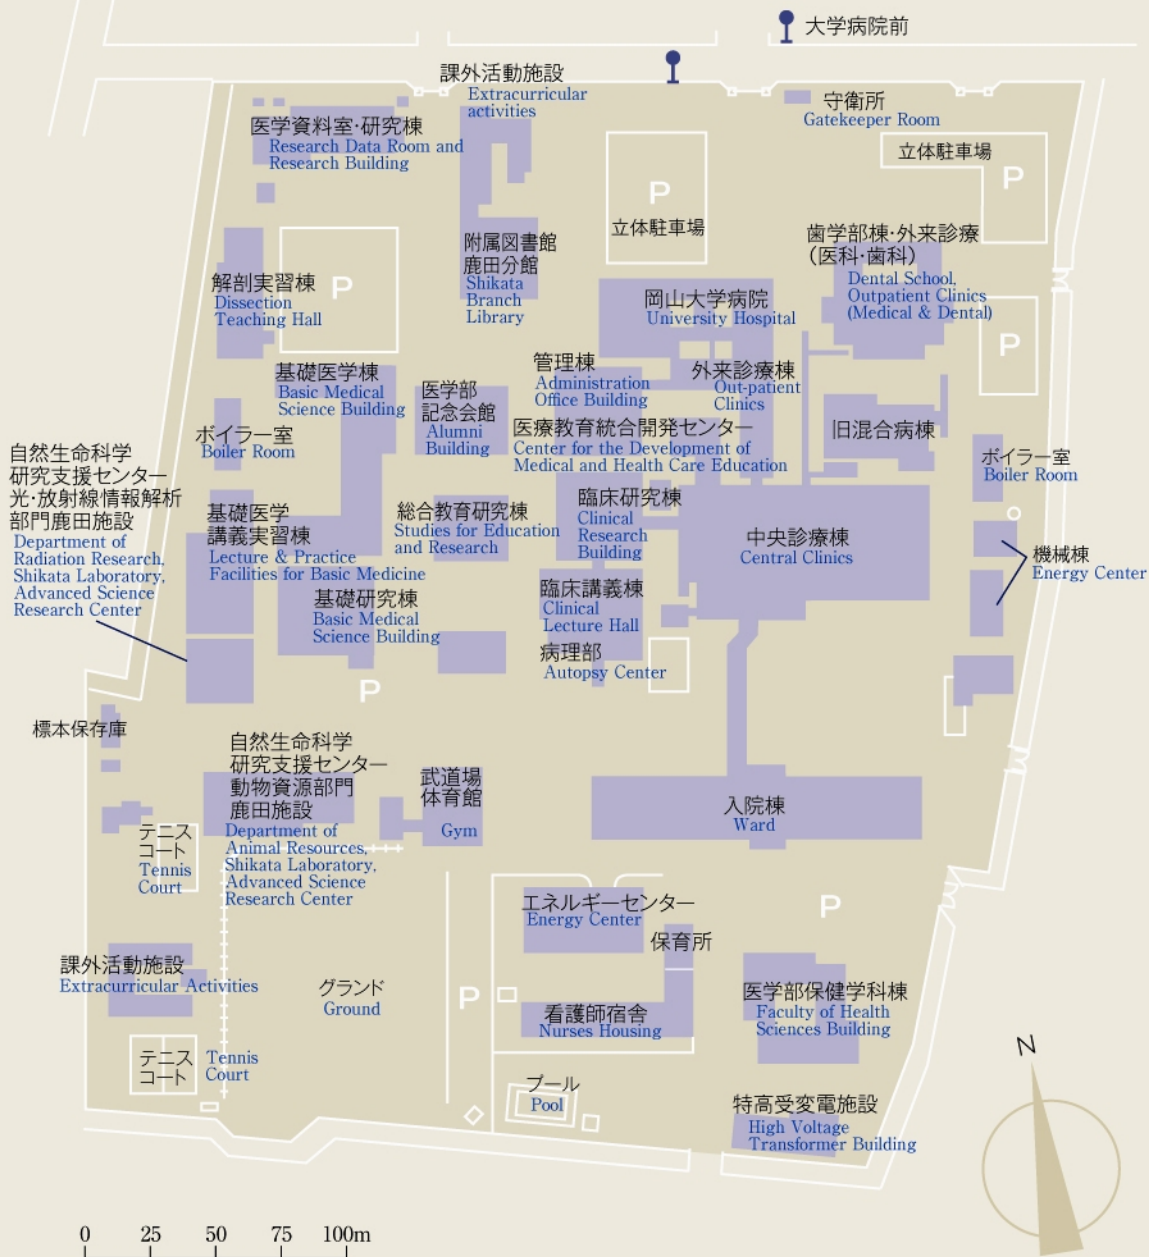 大学病院前
課外活動施設
Extracurricular
activities
守衛所
Gatekeeper Room
医学資料室・研究棟
Research Data Room and
Research Building
立体駐車場
P
P
立体駐車場
附属図書館
鹿田分館
Shikata
Branch
Library
歯学部棟・外来診療
（医科・歯科）
Dental School,
Outpatient Clinics
(Medical & Dental)
解剖実習棟
Dissection
Teaching Hall
P
岡山大学病院
University Hospital
P
基礎医学棟
Basic Medical
Science Building
医学部
記念会館
Alumni
Building
管理棟
Administration
Office Building
外来診療棟
Out-patient
Clinics
医療教育統合開発センター
Center for the Development of
Medical and Health Care Education
旧混合病棟
ボイラー室
Boiler Room
ボイラー室
Boiler Room
自然生命科学
研究支援センター
光・放射線情報解析
部門鹿田施設
Department of
Radiation Research,
Shikata Laboratory,
Advanced Science
Research Center
基礎医学
講義実習棟
Lecture & Practice
Facilities for Basic Medicine
総合教育研究棟
Studies for Education
and Research
臨床研究棟
Clinical
Research
Building
中央診療棟
Central Clinics
機械棟
Energy Center
基礎研究棟
Basic Medical
Science Building
臨床講義棟
Clinical
Lecture Hall
病理部
Autopsy Center
P
標本保存庫
自然生命科学
研究支援センター
動物資源部門
鹿田施設
Department of
Animal Resources,
Shikata Laboratory,
Advanced Science
Research Center
武道場
体育館
Gym
入院棟
Ward
テニス
コート
Tennis
Court
エネルギーセンター
Energy Center
P
保育所
課外活動施設
Extracurricular Activities
グランド
Ground
P
看護師宿舎
Nurses Housing
医学部保健学科棟
Faculty of Health
Sciences Building
テニス
コート
Tennis
Court
プール
Pool
特高受変電施設
High Voltage
Transformer Building
N
0 25 50 75 100m